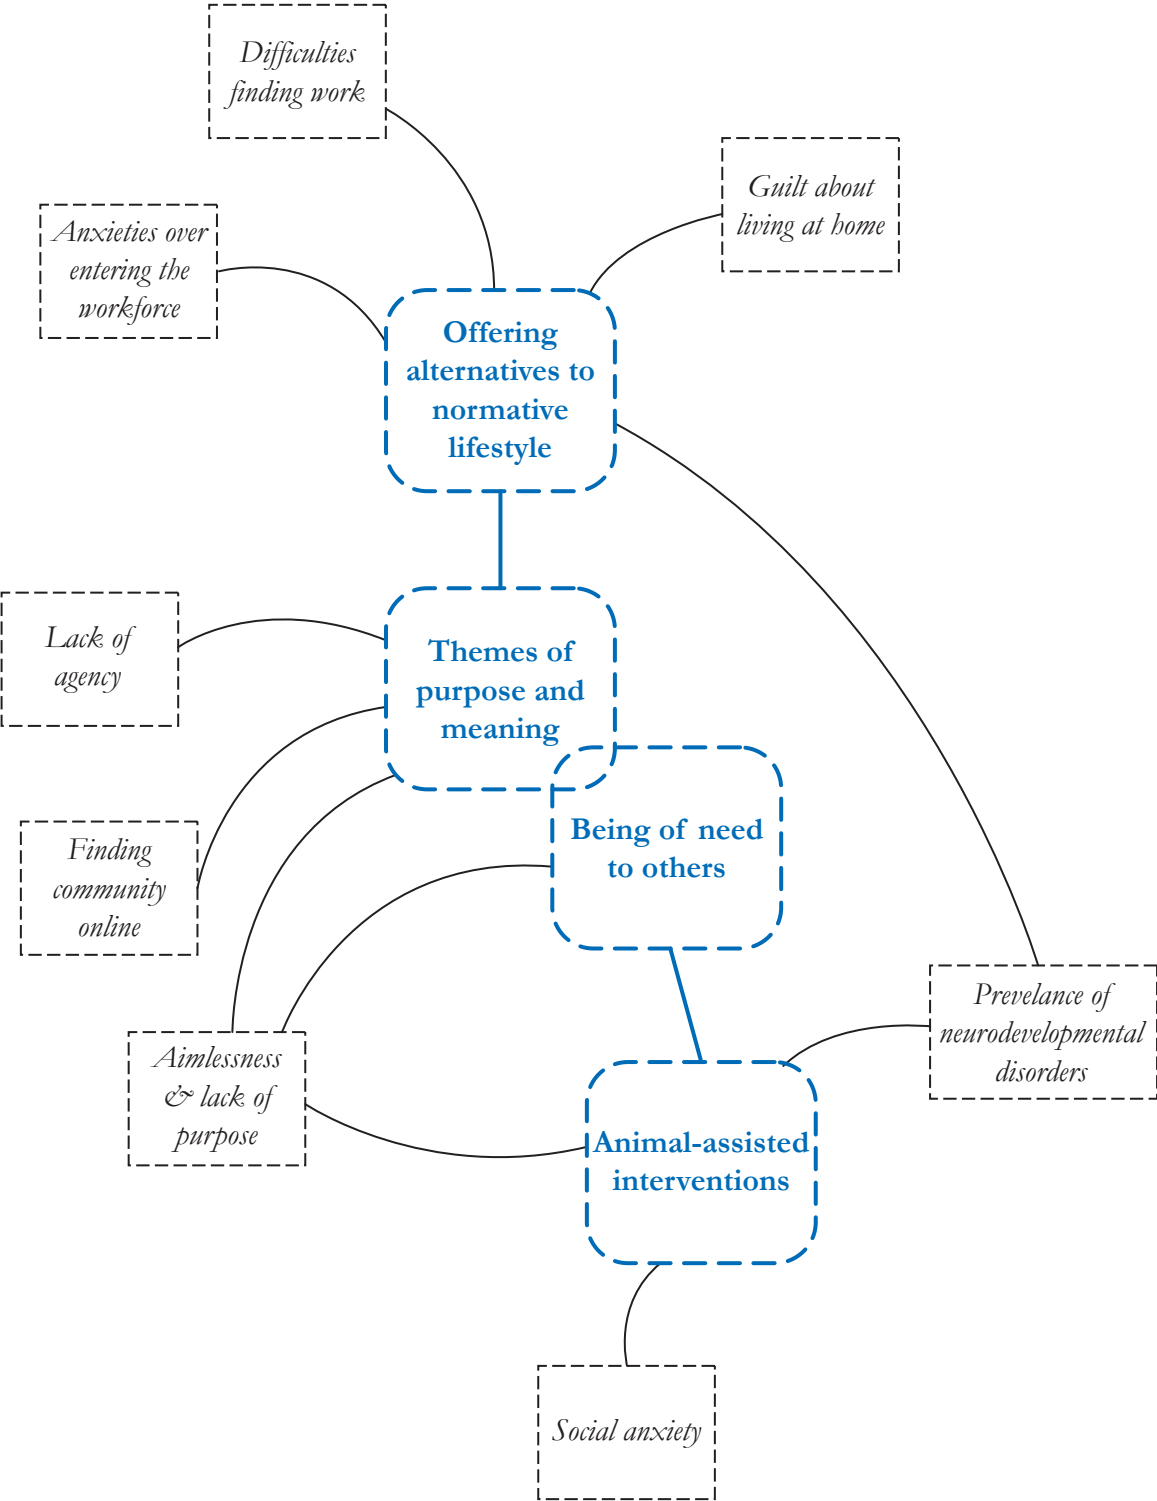 Difficulties
finding work
Guilt about
living at home
Anxieties over
entering the
workforce
Offering
alternatives to
normative
lifestyle
Lack of
agency
Themes of
purpose and
meaning
Being of need
to others
Finding
community
online
Prevelance of
neurodevelopmental
disorders
Aimlessness
& lack of
purpose
Animal-assisted
interventions
Social anxiety